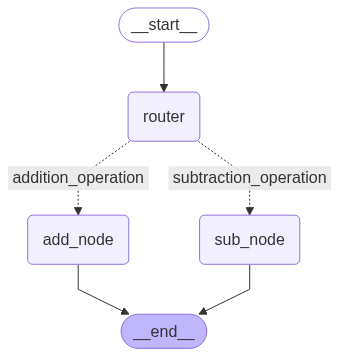 __start__
router
addition_operation
subtraction_operation
add_node
sub_node
__end__